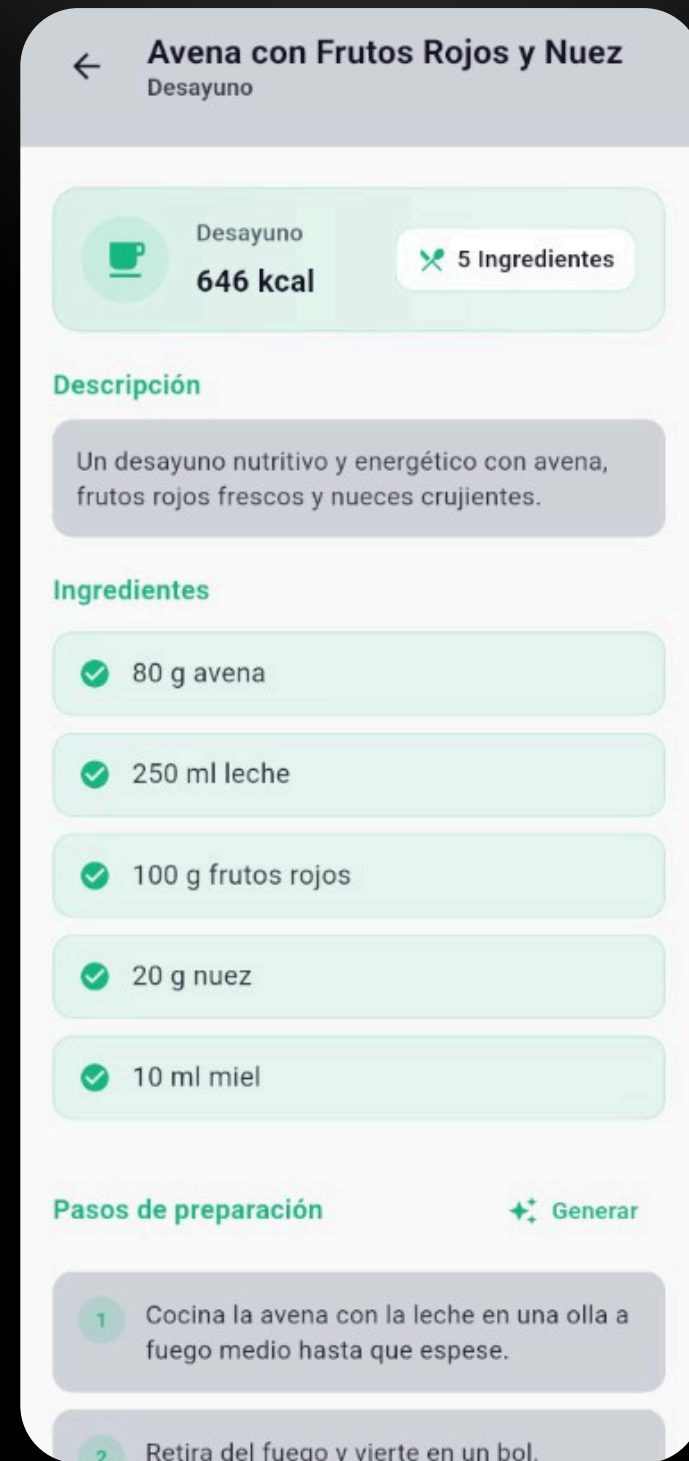 Avena con Frutos Rojos y Nuez
Desayuno
Desayuno
646 kcal
5 Ingredientes
Descripción
Un desayuno nutritivo y energético con avena,
frutos rojos frescos y nueces crujientes.
Ingredientes
80 g avena
250 ml leche
100 g frutos rojos
20 g nuez
10 ml miel
Pasos de preparación
Generar
1
Cocina la avena con la leche en una olla a
fuego medio hasta que espese.
2
Retira del fuego y vierte en un bol.